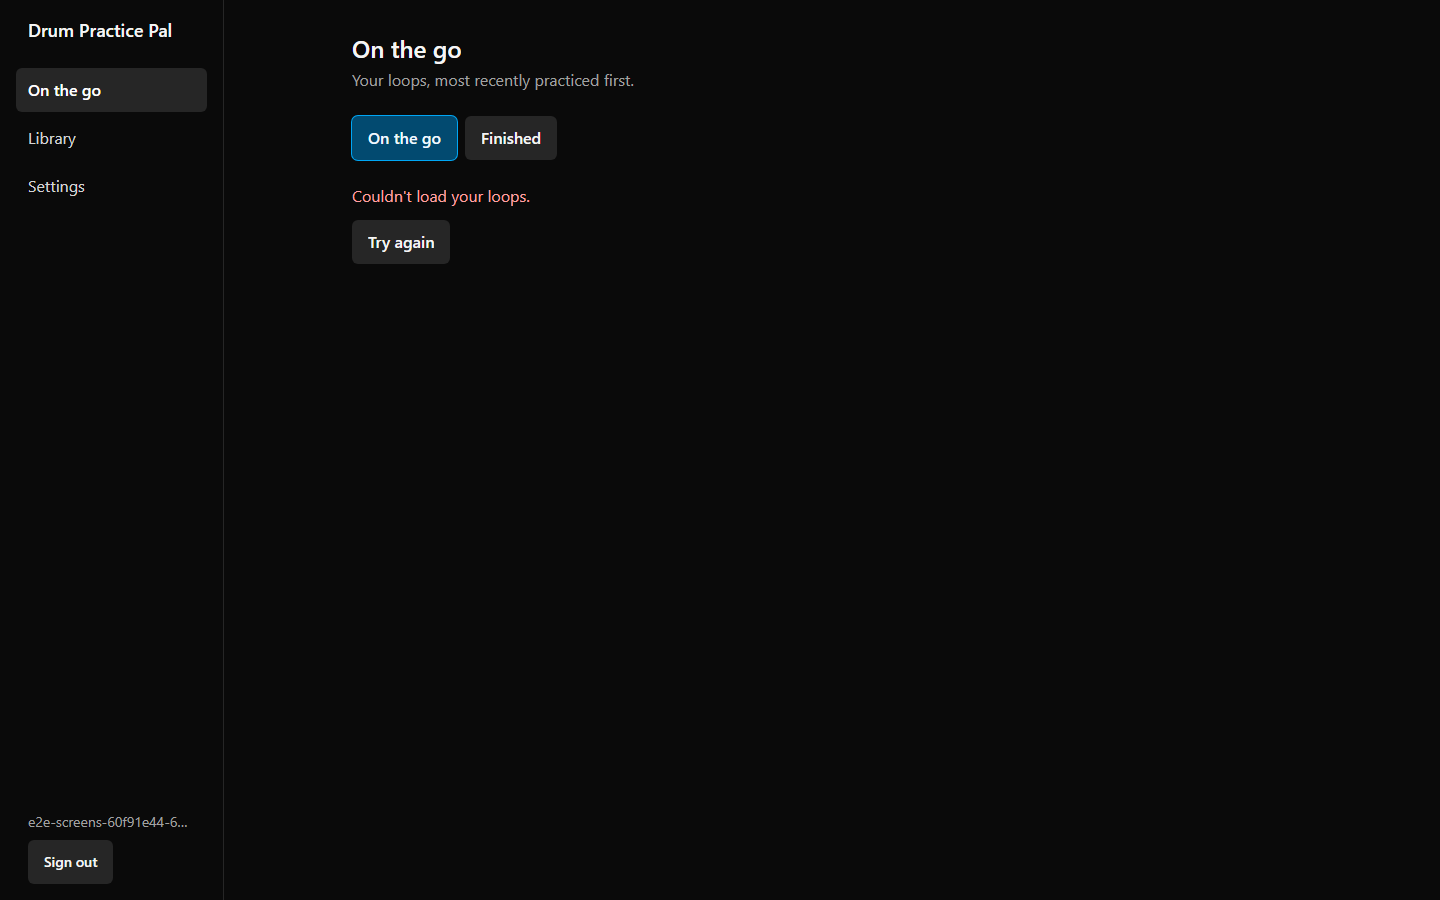 Drum Practice Pal
On the go
Library
Settings
e2e-screens-60f91e44-6...
Sign out
On the go
Your loops, most recently practiced first.
On the go
Finished
Couldn't load your loops.
Try again